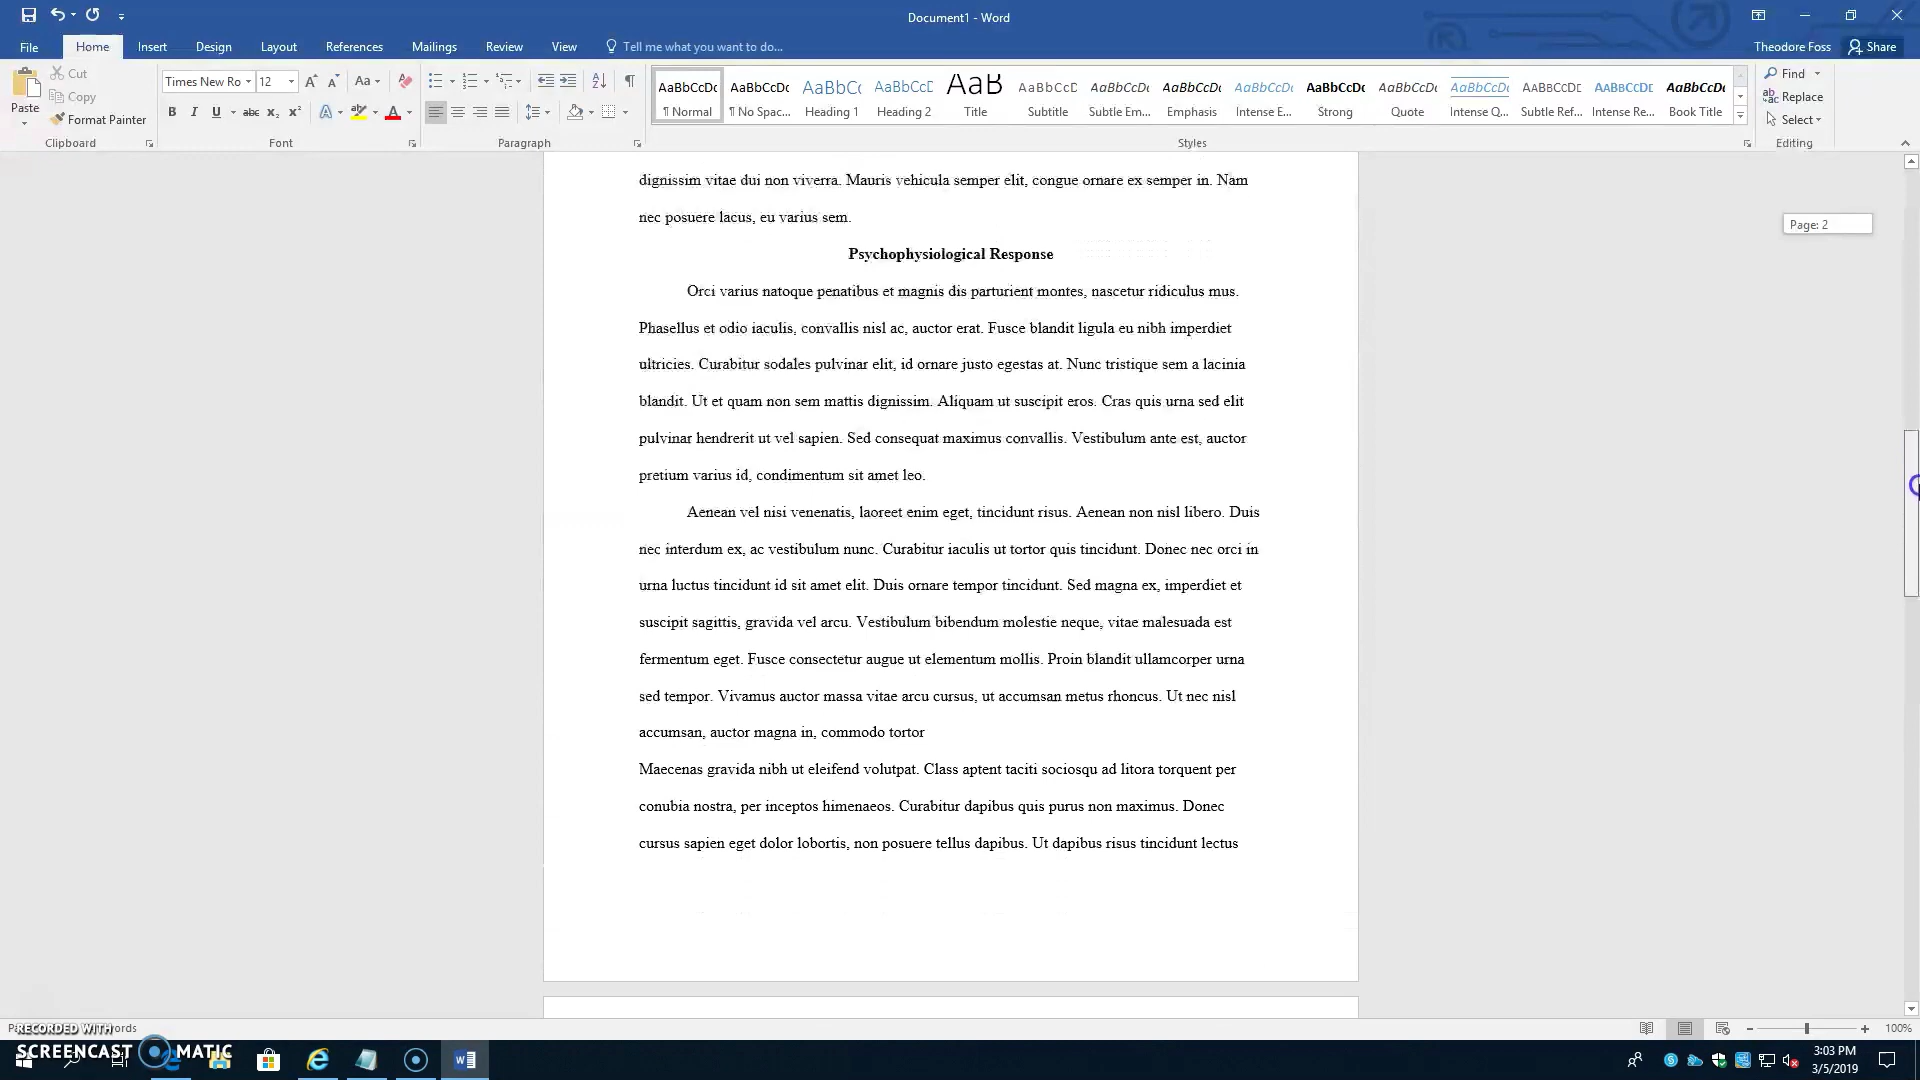 Document1 - Word
File Home Insert Design Layout References Mailings Review View Tell me what you want to do... Theodore Foss Share
Paste Cut Copy Format Painter
Times New Ro 12 Aa
B I U abc x₂ x² A A
AaBbCcDc AaBbCcDc AaBbCc AaBbCcD AaB AaBbCcD AaBbCcDc AaBbCcDc AaBbCcDc AaBbCcDc AaBbCcDc AaBbCcDc AABBCCDD AABBCCDD AaBbCcDc
¶ Normal ¶ No Spac... Heading 1 Heading 2 Title Subtitle Subtle Em... Emphasis Intense E... Strong Quote Intense Q... Subtle Ref... Intense Re... Book Title
Find Replace Select
Clipboard Font Paragraph Styles Editing
dignissim vitae dui non viverra. Mauris vehicula semper elit, congue ornare ex semper in. Nam
nec posuere lacus, eu varius sem.
Page: 2
Psychophysiological Response
Orci varius natoque penatibus et magnis dis parturient montes, nascetur ridiculus mus.
Phasellus et odio iaculis, convallis nisl ac, auctor erat. Fusce blandit ligula eu nibh imperdiet
ultricies. Curabitur sodales pulvinar elit, id ornare justo egestas at. Nunc tristique sem a lacinia
blandit. Ut et quam non sem mattis dignissim. Aliquam ut suscipit eros. Cras quis urna sed elit
pulvinar hendrerit ut vel sapien. Sed consequat maximus convallis. Vestibulum ante est, auctor
pretium varius id, condimentum sit amet leo.
Aenean vel nisi venenatis, laoreet enim eget, tincidunt risus. Aenean non nisl libero. Duis
nec interdum ex, ac vestibulum nunc. Curabitur iaculis ut tortor quis tincidunt. Donec nec orci in
urna luctus tincidunt id sit amet elit. Duis ornare tempor tincidunt. Sed magna ex, imperdiet et
suscipit sagittis, gravida vel arcu. Vestibulum bibendum molestie neque, vitae malesuada est
fermentum eget. Fusce consectetur augue ut elementum mollis. Proin blandit ullamcorper urna
sed tempor. Vivamus auctor massa vitae arcu cursus, ut accumsan metus rhoncus. Ut nec nisl
accumsan, auctor magna in, commodo tortor
Maecenas gravida nibh ut eleifend volutpat. Class aptent taciti sociosqu ad litora torquent per
conubia nostra, per inceptos himenaeos. Curabitur dapibus quis purus non maximus. Donec
cursus sapien eget dolor lobortis, non posuere tellus dapibus. Ut dapibus risus tincidunt lectus
RECORDED WITH
100%
SCREENCAST MATIC
3:03 PM
3/5/2019